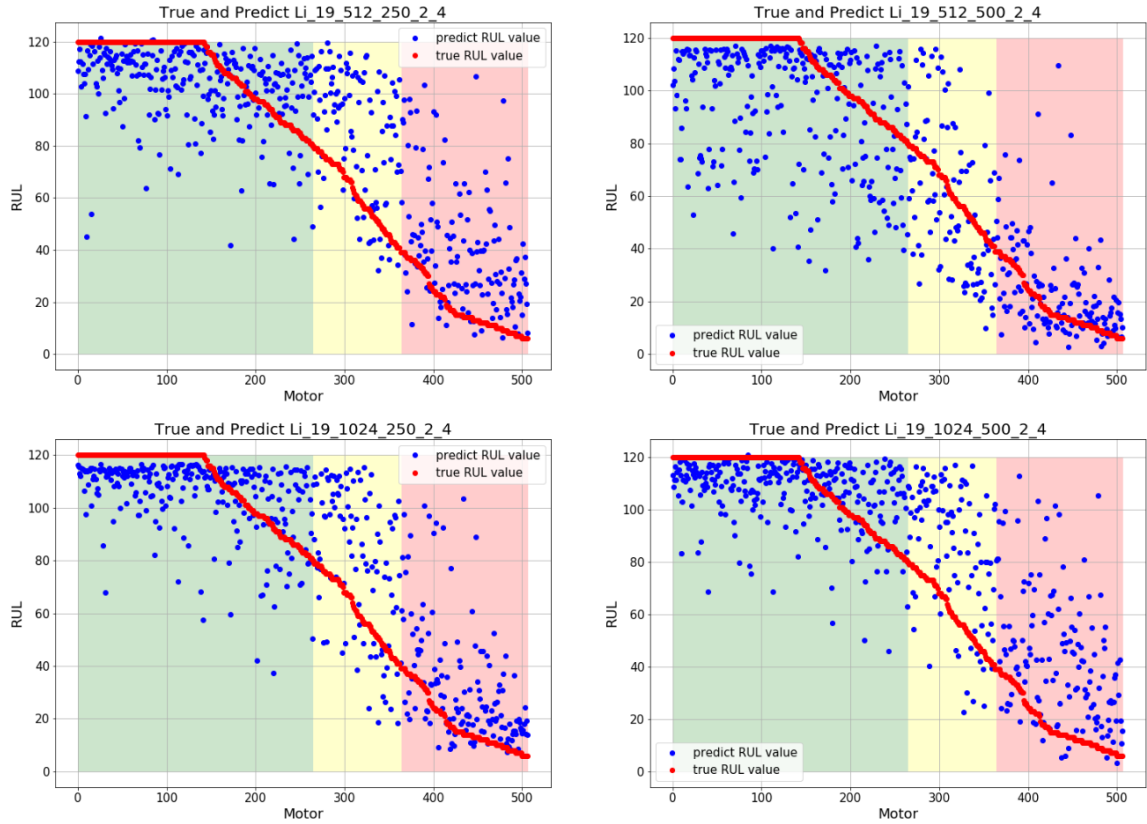 True and Predict Li_19_512_250_2_4
120
100
80
60
40
20
0
RUL
predict RUL value
true RUL value
0 100 200 300 400 500
Motor
True and Predict Li_19_512_500_2_4
120
100
80
60
40
20
0
RUL
predict RUL value
true RUL value
0 100 200 300 400 500
Motor
True and Predict Li_19_1024_250_2_4
120
100
80
60
40
20
0
RUL
predict RUL value
true RUL value
0 100 200 300 400 500
Motor
True and Predict Li_19_1024_500_2_4
120
100
80
60
40
20
0
RUL
predict RUL value
true RUL value
0 100 200 300 400 500
Motor